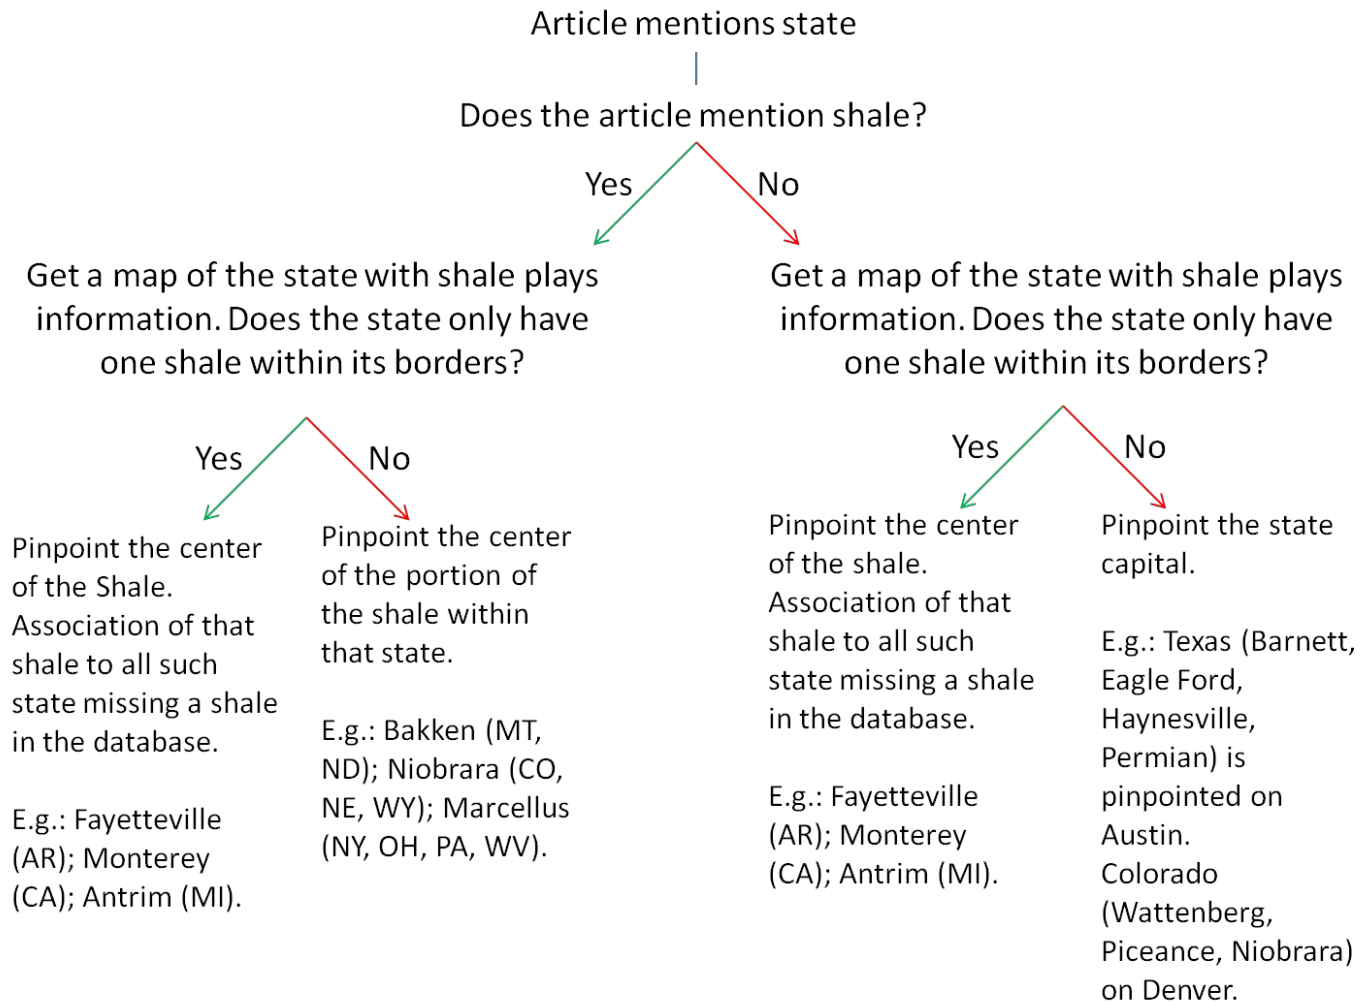 Article mentions state
Does the article mention shale?
Yes
No
Get a map of the state with shale plays
information. Does the state only have
one shale within its borders?
Yes
No
Pinpoint the center
of the Shale.
Association of that
shale to all such
state missing a shale
in the database.
E.g.: Fayetteville
(AR); Monterey
(CA); Antrim (MI).
Pinpoint the center
of the portion of
the shale within
that state.
E.g.: Bakken (MT,
ND); Niobrara (CO,
NE, WY); Marcellus
(NY, OH, PA, WV).
Get a map of the state with shale plays
information. Does the state only have
one shale within its borders?
Yes
No
Pinpoint the center
of the shale.
Association of that
shale to all such
state missing a shale
in the database.
E.g.: Fayetteville
(AR); Monterey
(CA); Antrim (MI).
Pinpoint the state
capital.
E.g.: Texas (Barnett,
Eagle Ford,
Haynesville,
Permian) is
pinpointed on
Austin.
Colorado
(Wattenberg,
Piceance, Niobrara)
on Denver.